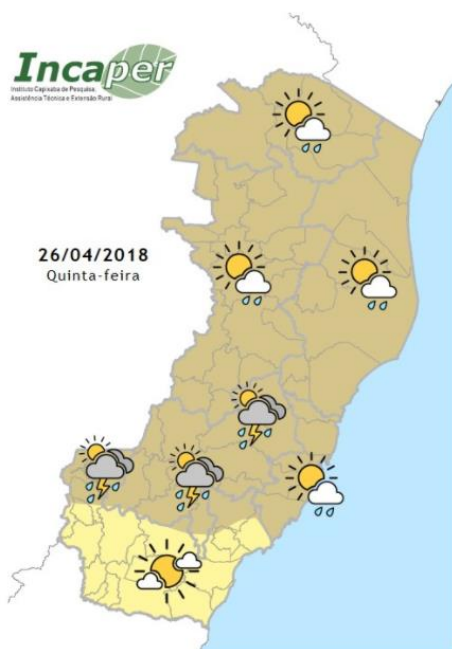 Incaper
Instituto Capixaba de Pesquisa,
Assistência Técnica e Extensão Rural
26/04/2018
Quinta-feira